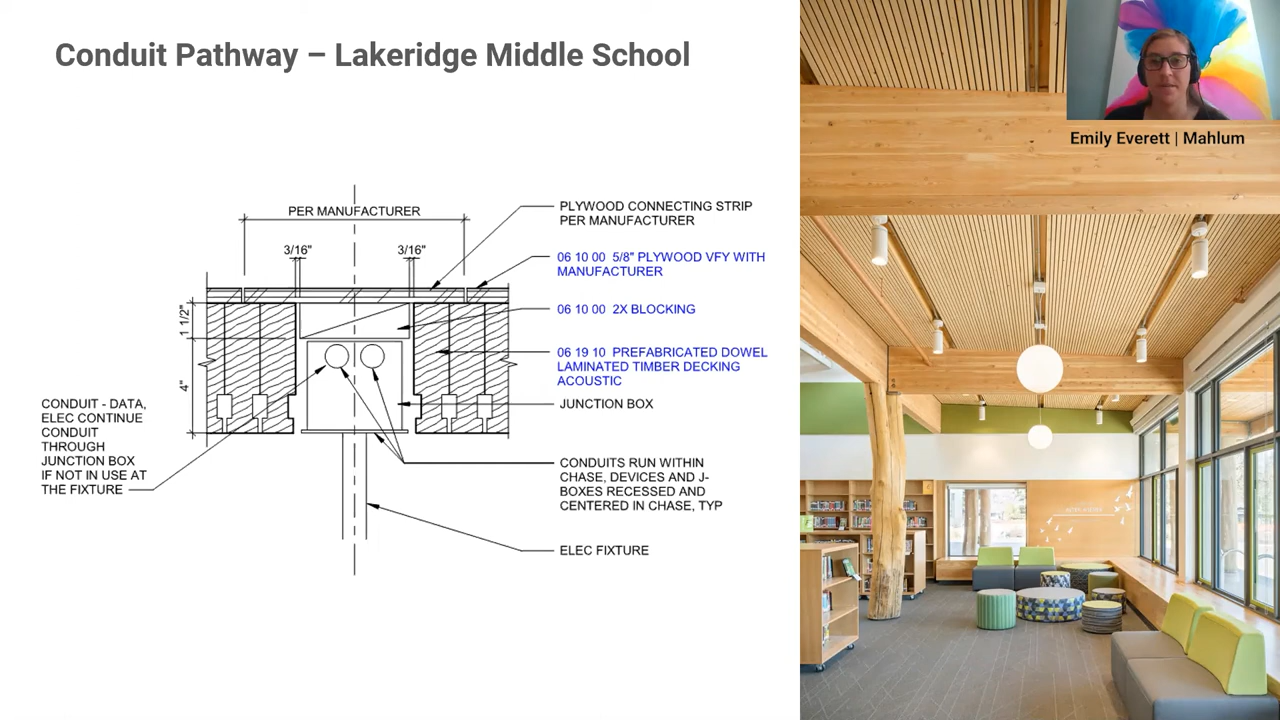 Conduit Pathway – Lakeridge Middle School
Emily Everett | Mahlum
PER MANUFACTURER
3/16"
3/16"
1 1/2"
4"
PLYWOOD CONNECTING STRIP
PER MANUFACTURER
06 10 00 5/8" PLYWOOD VFY WITH
MANUFACTURER
06 10 00 2X BLOCKING
06 19 10 PREFABRICATED DOWEL
LAMINATED TIMBER DECKING
ACOUSTIC
JUNCTION BOX
CONDUIT - DATA,
ELEC CONTINUE
CONDUIT
THROUGH
JUNCTION BOX
IF NOT IN USE AT
THE FIXTURE
CONDUITS RUN WITHIN
CHASE, DEVICES AND J-
BOXES RECESSED AND
CENTERED IN CHASE, TYP
ELEC FIXTURE